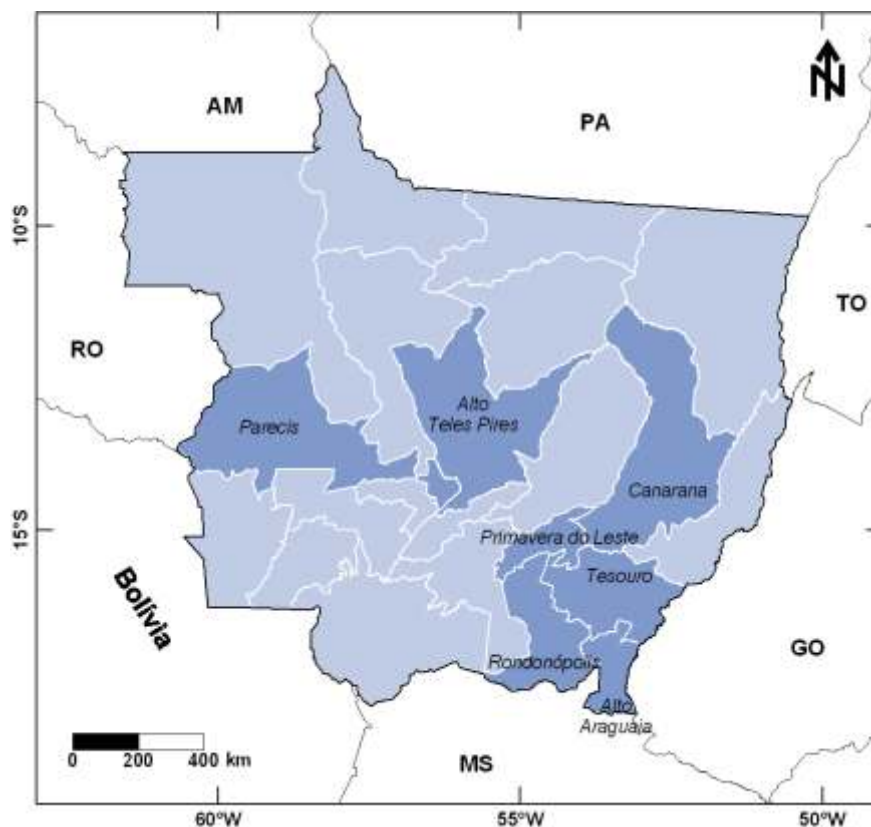 AM
PA
N
10°S
TO
RO
Alto
Teles Pires
Parecis
Canarana
15°S
Primavera do Leste
Tesouro
Bolívia
GO
Rondonópolis
Alto
Araguaia
0 200 400 km
MS
60°W 55°W 50°W